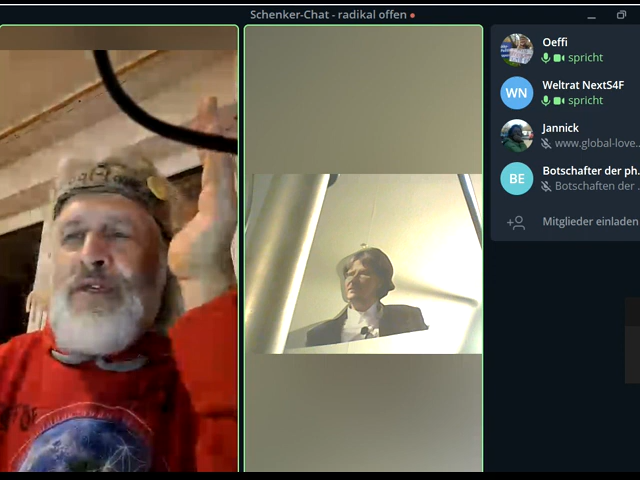 Schenker-Chat - radikal offen
Oeffi
spricht
WN
Weltrat NextS4F
spricht
Jannick
www.global-love...
BE
Botschafter der ph...
Botschaften der ...
Mitglieder einladen